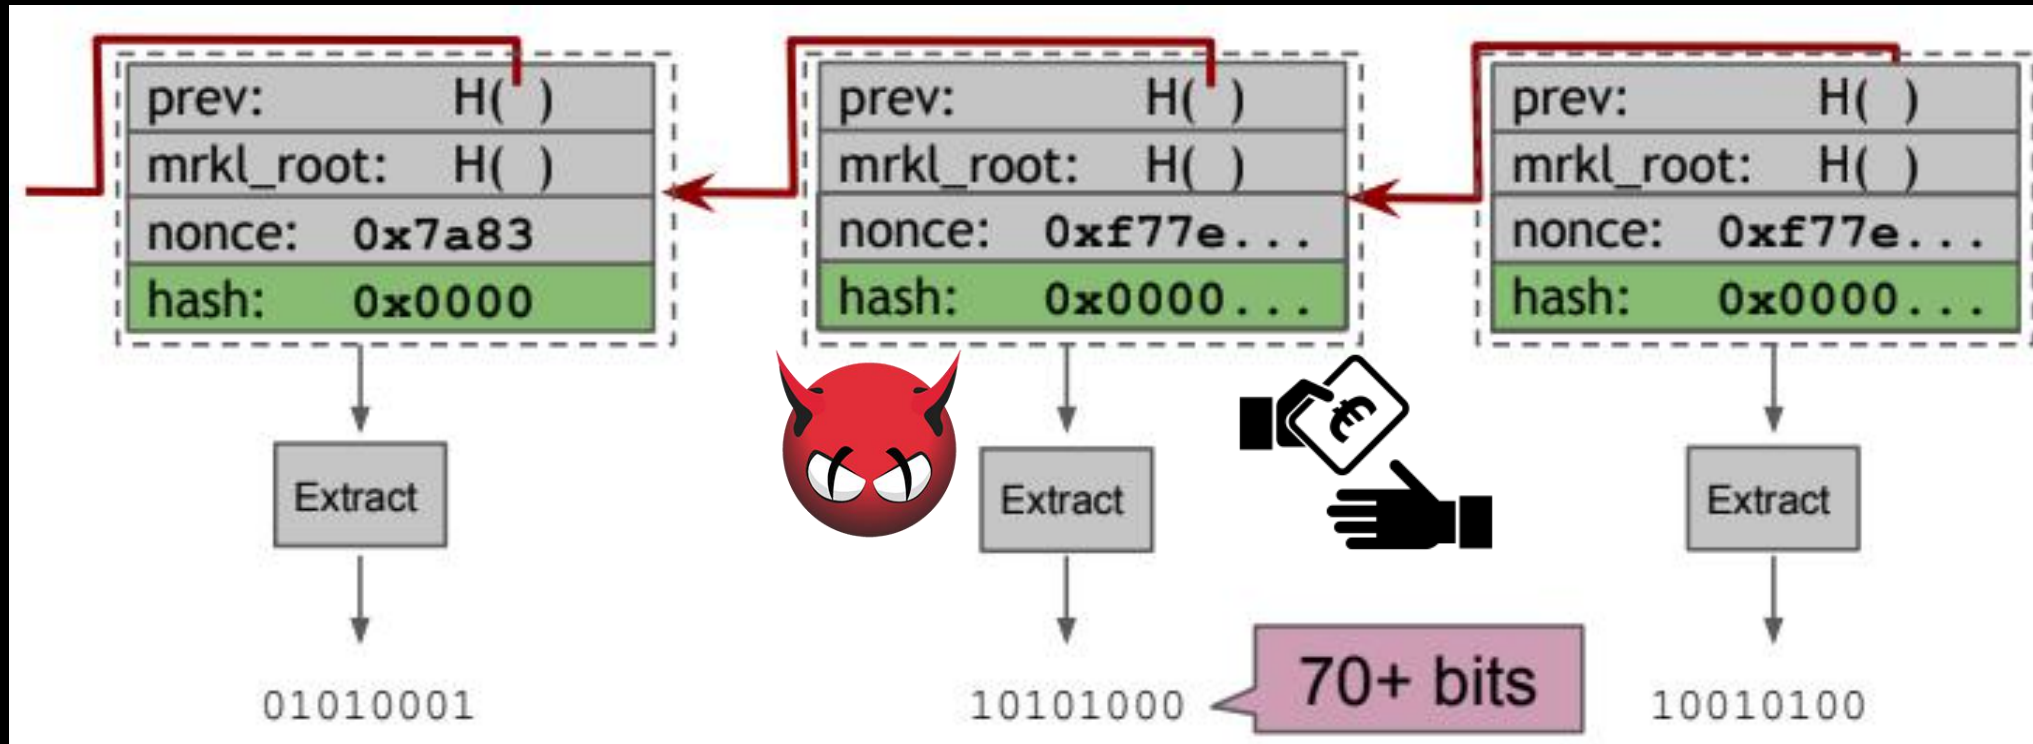 prev: H( )
mrkl_root: H( )
nonce: 0x7a83
hash: 0x0000
Extract
01010001
prev: H( )
mrkl_root: H( )
nonce: 0xf77e...
hash: 0x0000...
Extract
10101000
70+ bits
€
prev: H( )
mrkl_root: H( )
nonce: 0xf77e...
hash: 0x0000...
Extract
10010100